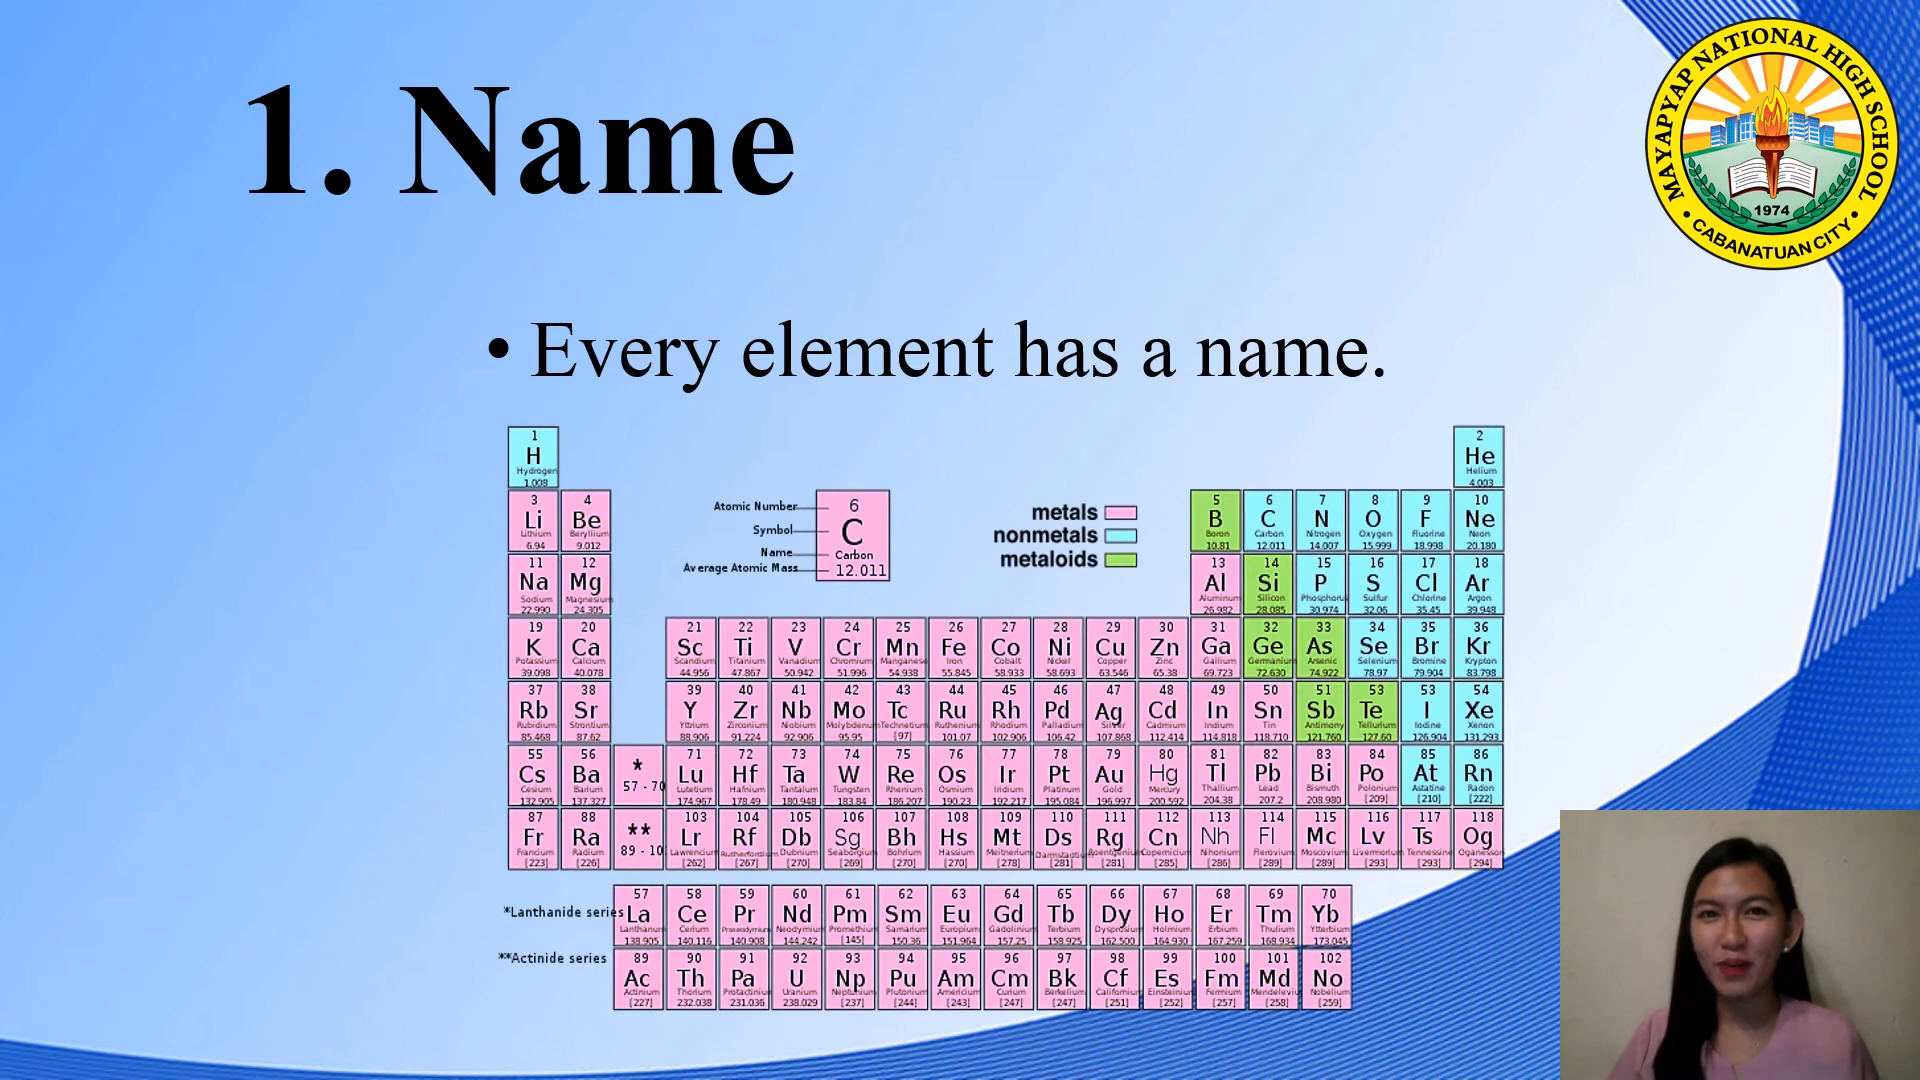 1. Name
MAYAPYAP NATIONAL HIGH SCHOOL
1974
• CABANATUAN CITY •
• Every element has a name.
1 2
H He
Hydrogen Helium
1.008 4.003
Atomic Number 6
Symbol C
Name Carbon
Average Atomic Mass 12.011
metals
nonmetals
metaloids
3 4 5 6 7 8 9 10
Li Be B C N O F Ne
Lithium Beryllium Boron Carbon Nitrogen Oxygen Fluorine Neon
6.94 9.012 10.81 12.011 14.007 15.999 18.998 20.180
11 12 13 14 15 16 17 18
Na Mg Al Si P S Cl Ar
Sodium Magnesium Aluminum Silicon Phosphorus Sulfur Chlorine Argon
22.990 24.305 26.982 28.085 30.974 32.06 35.45 39.948
19 20 21 22 23 24 25 26 27 28 29 30 31 32 33 34 35 36
K Ca Sc Ti V Cr Mn Fe Co Ni Cu Zn Ga Ge As Se Br Kr
Potassium Calcium Scandium Titanium Vanadium Chromium Manganese Iron Cobalt Nickel Copper Zinc Gallium Germanium Arsenic Selenium Bromine Krypton
39.098 40.078 44.956 47.867 50.942 51.996 54.938 55.845 58.933 58.693 63.546 65.38 69.723 72.630 74.922 78.97 79.904 83.798
37 38 39 40 41 42 43 44 45 46 47 48 49 50 51 53 53 54
Rb Sr Y Zr Nb Mo Tc Ru Rh Pd Ag Cd In Sn Sb Te I Xe
Rubidium Strontium Yttrium Zirconium Niobium Molybdenum Technetium Ruthenium Rhodium Palladium Silver Cadmium Indium Tin Antimony Tellurium Iodine Xenon
85.468 87.62 88.906 91.224 92.906 95.95 [97] 101.07 102.906 106.42 107.868 112.414 114.818 118.710 121.760 127.60 126.904 131.293
55 56 * 71 72 73 74 75 76 77 78 79 80 81 82 83 84 85 86
Cs Ba 57 - 70 Lu Hf Ta W Re Os Ir Pt Au Hg Tl Pb Bi Po At Rn
Cesium Barium Lutetium Hafnium Tantalum Tungsten Rhenium Osmium Iridium Platinum Gold Mercury Thallium Lead Bismuth Polonium Astatine Radon
132.905 137.327 174.967 178.49 180.948 183.84 186.207 190.23 192.217 195.084 196.997 200.592 204.38 207.2 208.980 [209] [210] [222]
87 88 ** 103 104 105 106 107 108 109 110 111 112 113 114 115 116 117 118
Fr Ra 89 - 10 Lr Rf Db Sg Bh Hs Mt Ds Rg Cn Nh Fl Mc Lv Ts Og
Francium Radium Lawrencium Rutherfordium Dubnium Seaborgium Bohrium Hassium Meitnerium Darmstadtium Roentgenium Copernicium Nihonium Flerovium Moscovium Livermorium Tennessine Oganesson
[223] [226] [262] [267] [270] [269] [270] [270] [278] [281] [281] [285] [286] [289] [289] [293] [293] [294]
57 58 59 60 61 62 63 64 65 66 67 68 69 70
*Lanthanide series La Ce Pr Nd Pm Sm Eu Gd Tb Dy Ho Er Tm Yb
Lanthanum Cerium Praseodymium Neodymium Promethium Samarium Europium Gadolinium Terbium Dysprosium Holmium Erbium Thulium Ytterbium
138.905 140.116 140.908 144.242 [145] 150.36 151.964 157.25 158.925 162.500 164.930 167.259 168.934 173.045
**Actinide series 89 90 91 92 93 94 95 96 97 98 99 100 101 102
Ac Th Pa U Np Pu Am Cm Bk Cf Es Fm Md No
Actinium Thorium Protactinium Uranium Neptunium Plutonium Americium Curium Berkelium Californium Einsteinium Fermium Mendelevium Nobelium
[227] 232.038 231.036 238.029 [237] [244] [243] [247] [247] [251] [252] [257] [258] [259]